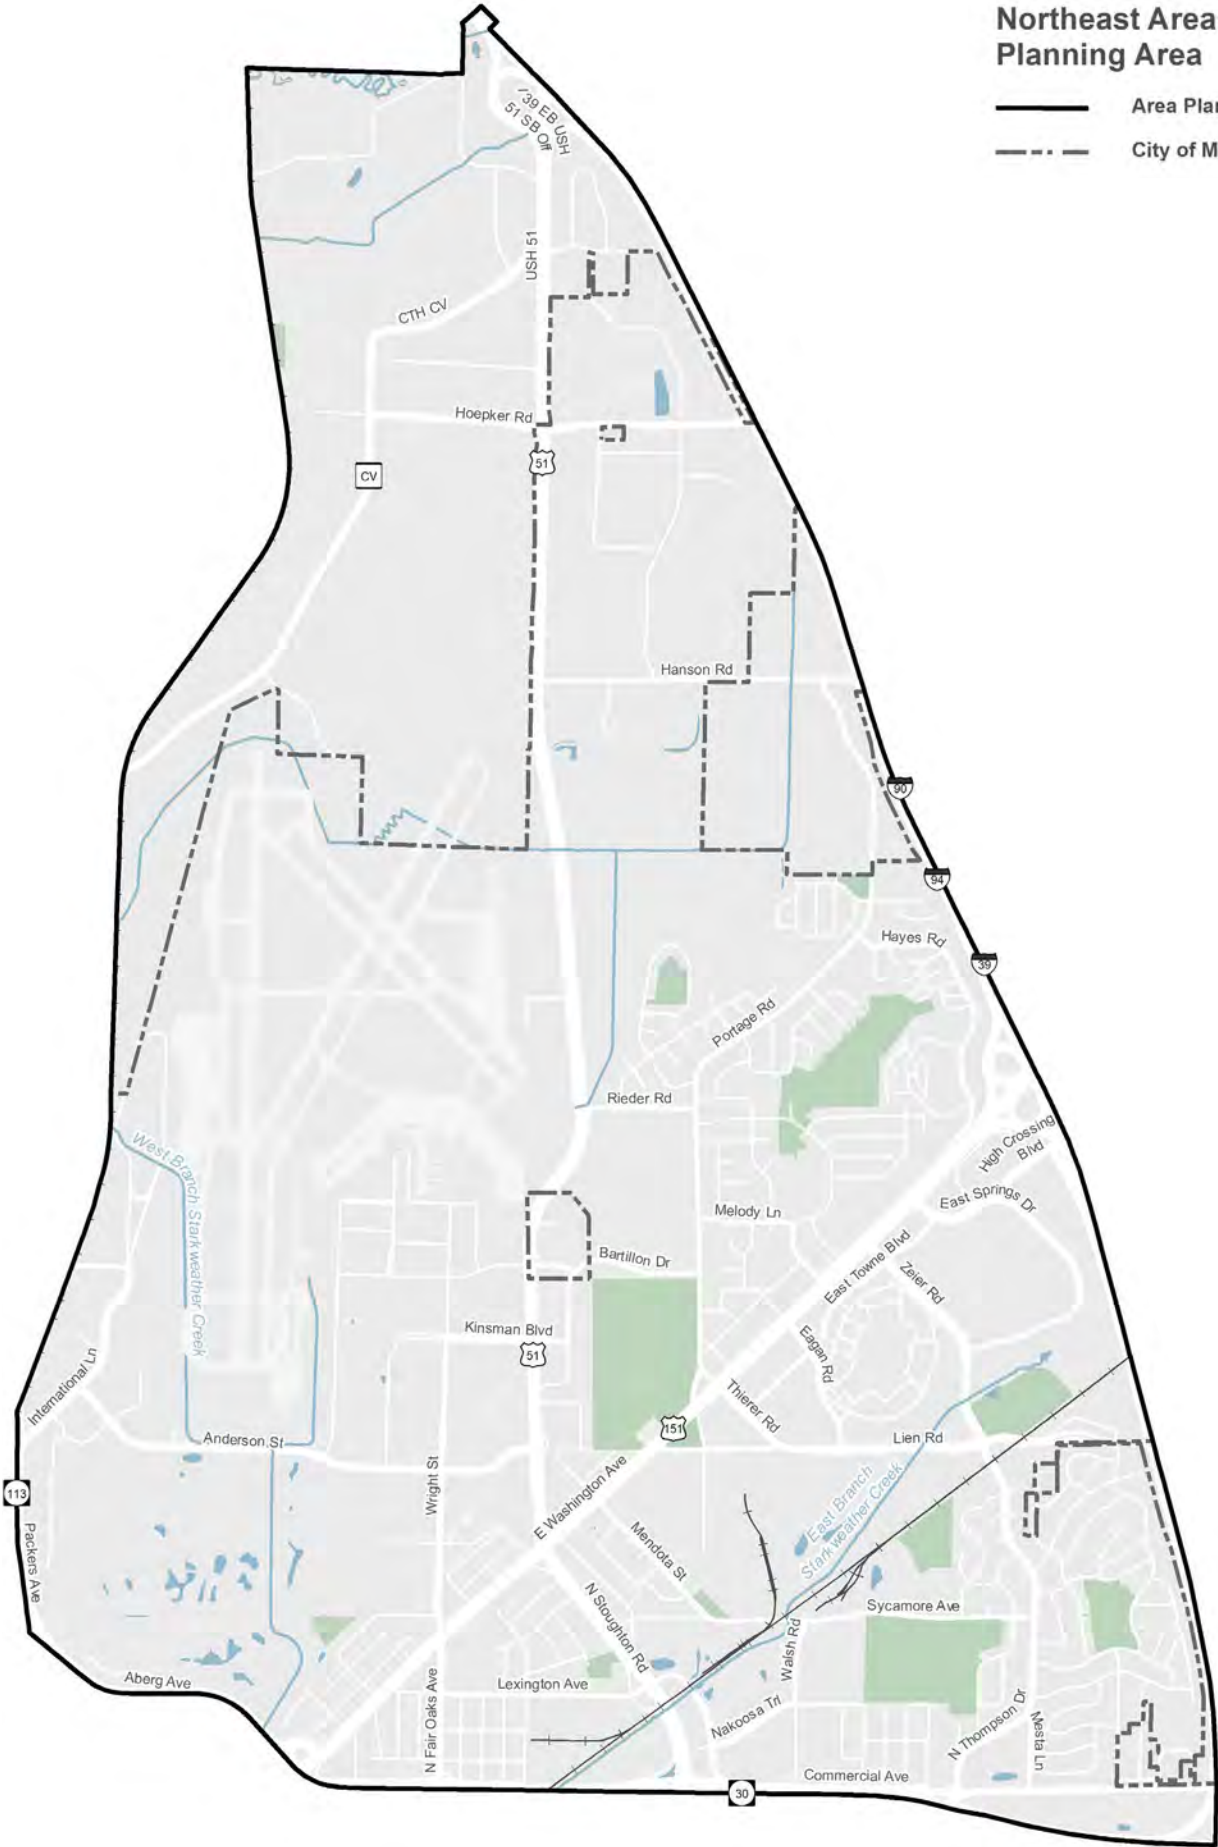 Northeast Area
Planning Area
Area Plan
City of M
39 EB USH
51 SB Off
USH 51
CTH CV
Hoepker Rd
51
CV
Hanson Rd
90
94
Hayes Rd
39
Portage Rd
Rieder Rd
High Crossing
Blvd
West Branch Starkweather Creek
East Springs Dr
Melody Ln
Bartillon Dr
East Towne Blvd
Zeier Rd
Kinsman Blvd
51
Eagan Rd
International Ln
Thierer Rd
151
Anderson St
Lien Rd
Wright St
E Washington Ave
East Branch
Starkweather Creek
113
Packers Ave
Mendota St
N Stoughton Rd
Sycamore Ave
Walsh Rd
Aberg Ave
Lexington Ave
N Fair Oaks Ave
Nakoosa Trl
N Thompson Dr
Mesta Ln
Commercial Ave
30